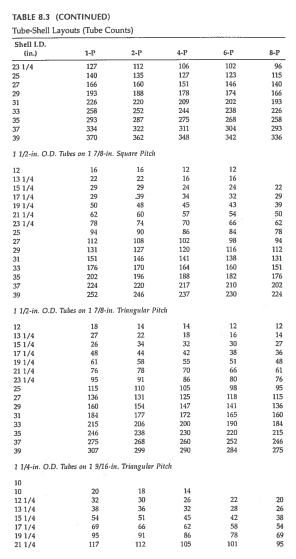 TABLE 8.3 (CONTINUED)
Tube-Shell Layouts (Tube Counts)
Shell I.D.
(in.) 1-P 2-P 4-P 6-P 8-P
23 1/4 127 112 106 102 96
25 140 135 127 123 115
27 166 160 151 146 140
29 193 188 178 174 166
31 226 220 209 202 193
33 258 252 244 238 226
35 293 287 275 268 258
37 334 322 311 304 293
39 370 362 348 342 336
1 1/2-in. O.D. Tubes on 1 7/8-in. Square Pitch
12 16 16 12 12
13 1/4 22 22 16 16
15 1/4 29 29 24 24 22
17 1/4 29 39 34 32 29
19 1/4 50 48 45 43 39
21 1/4 62 60 57 54 50
23 1/4 78 74 70 66 62
25 94 90 86 84 78
27 112 108 102 98 94
29 131 127 120 116 112
31 151 146 141 138 131
33 176 170 164 160 151
35 202 196 188 182 176
37 224 220 217 210 202
39 252 246 237 230 224
1 1/2-in. O.D. Tubes on 1 7/8-in. Triangular Pitch
12 18 14 14 12 12
13 1/4 27 22 18 16 14
15 1/4 26 34 32 30 27
17 1/4 48 44 42 38 36
19 1/4 61 58 55 51 48
21 1/4 76 78 70 66 61
23 1/4 95 91 86 80 76
25 115 110 105 98 95
27 136 131 125 118 115
29 160 154 147 141 136
31 184 177 172 165 160
33 215 206 200 190 184
35 246 238 230 220 215
37 275 268 260 252 246
39 307 299 290 284 275
1 1/4-in. O.D. Tubes on 1 9/16-in. Triangular Pitch
10
10 20 18 14
12 1/4 32 30 26 22 20
13 1/4 38 36 32 28 26
15 1/4 54 51 45 42 38
17 1/4 69 66 62 58 54
19 1/4 95 91 86 78 69
21 1/4 117 112 105 101 95